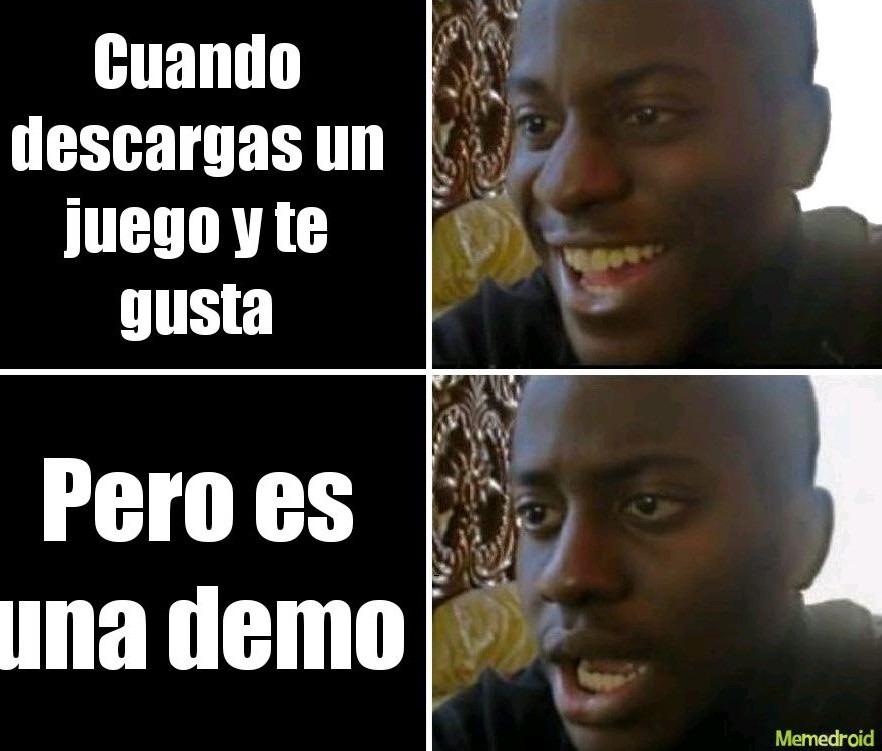 Cuando
descargas un
juego y te
gusta
Pero es
una demo
Memedroid